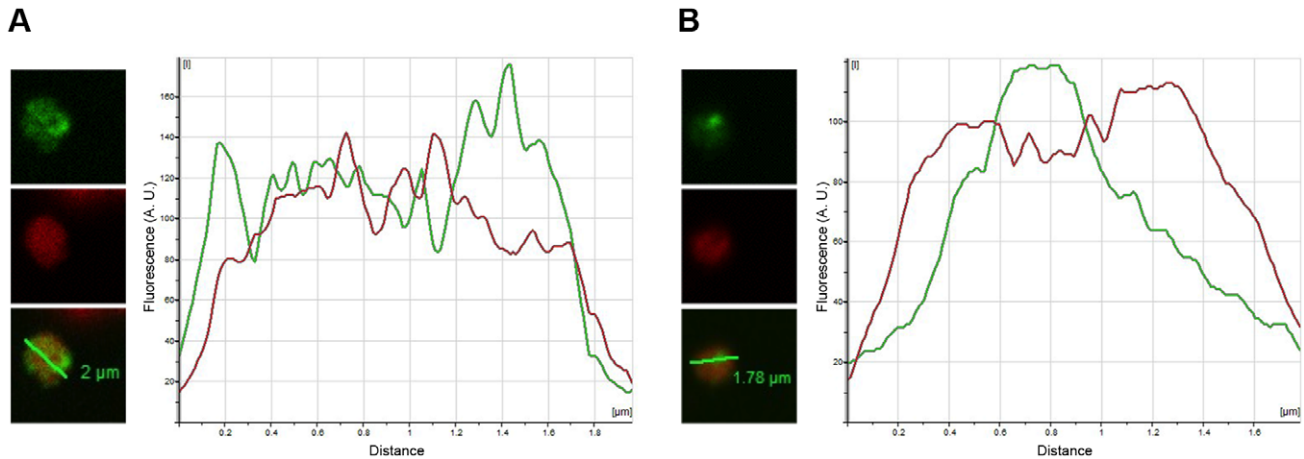 A
B
[I]
160
140
120
100
80
60
40
20
Fluorescence (A. U.)
0.2 0.4 0.6 0.8 1 1.2 1.4 1.6 1.8
[µm]
Distance
2 µm
[I]
100
80
60
40
20
Fluorescence (A. U.)
0.2 0.4 0.6 0.8 1 1.2 1.4 1.6
[µm]
Distance
1.78 µm